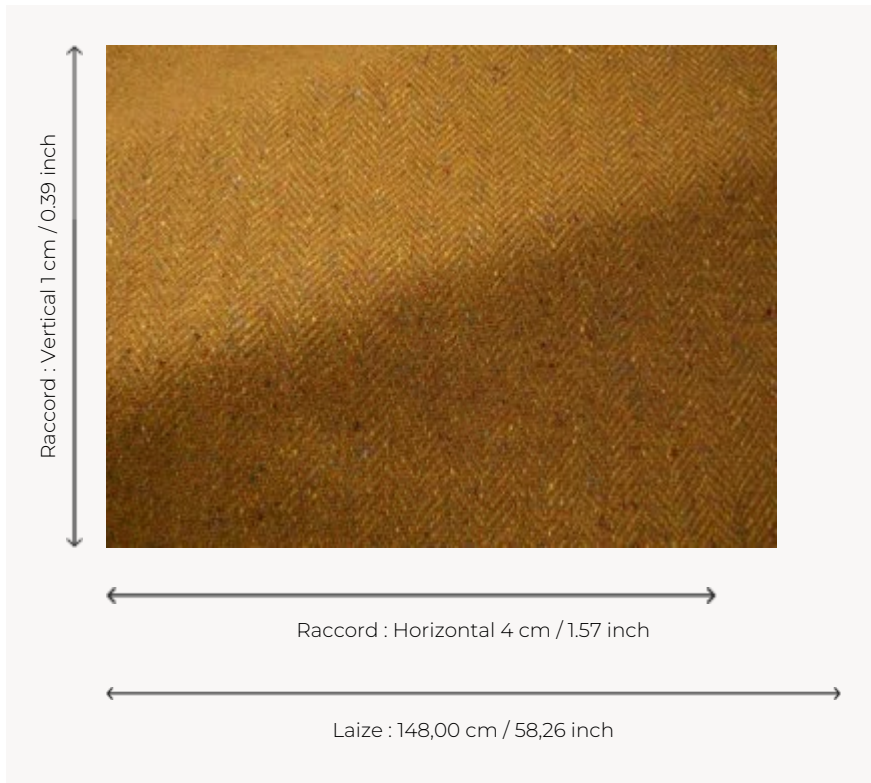 Raccord : Vertical 1 cm / 0.39 inch
Raccord : Horizontal 4 cm / 1.57 inch
Laize : 148,00 cm / 58,26 inch